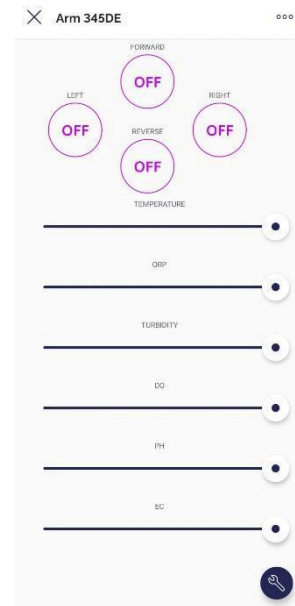 Arm 345DE
FORWARD
OFF
LEFT
RIGHT
OFF
REVERSE
OFF
OFF
TEMPERATURE
ORP
TURBIDITY
DO
PH
EC